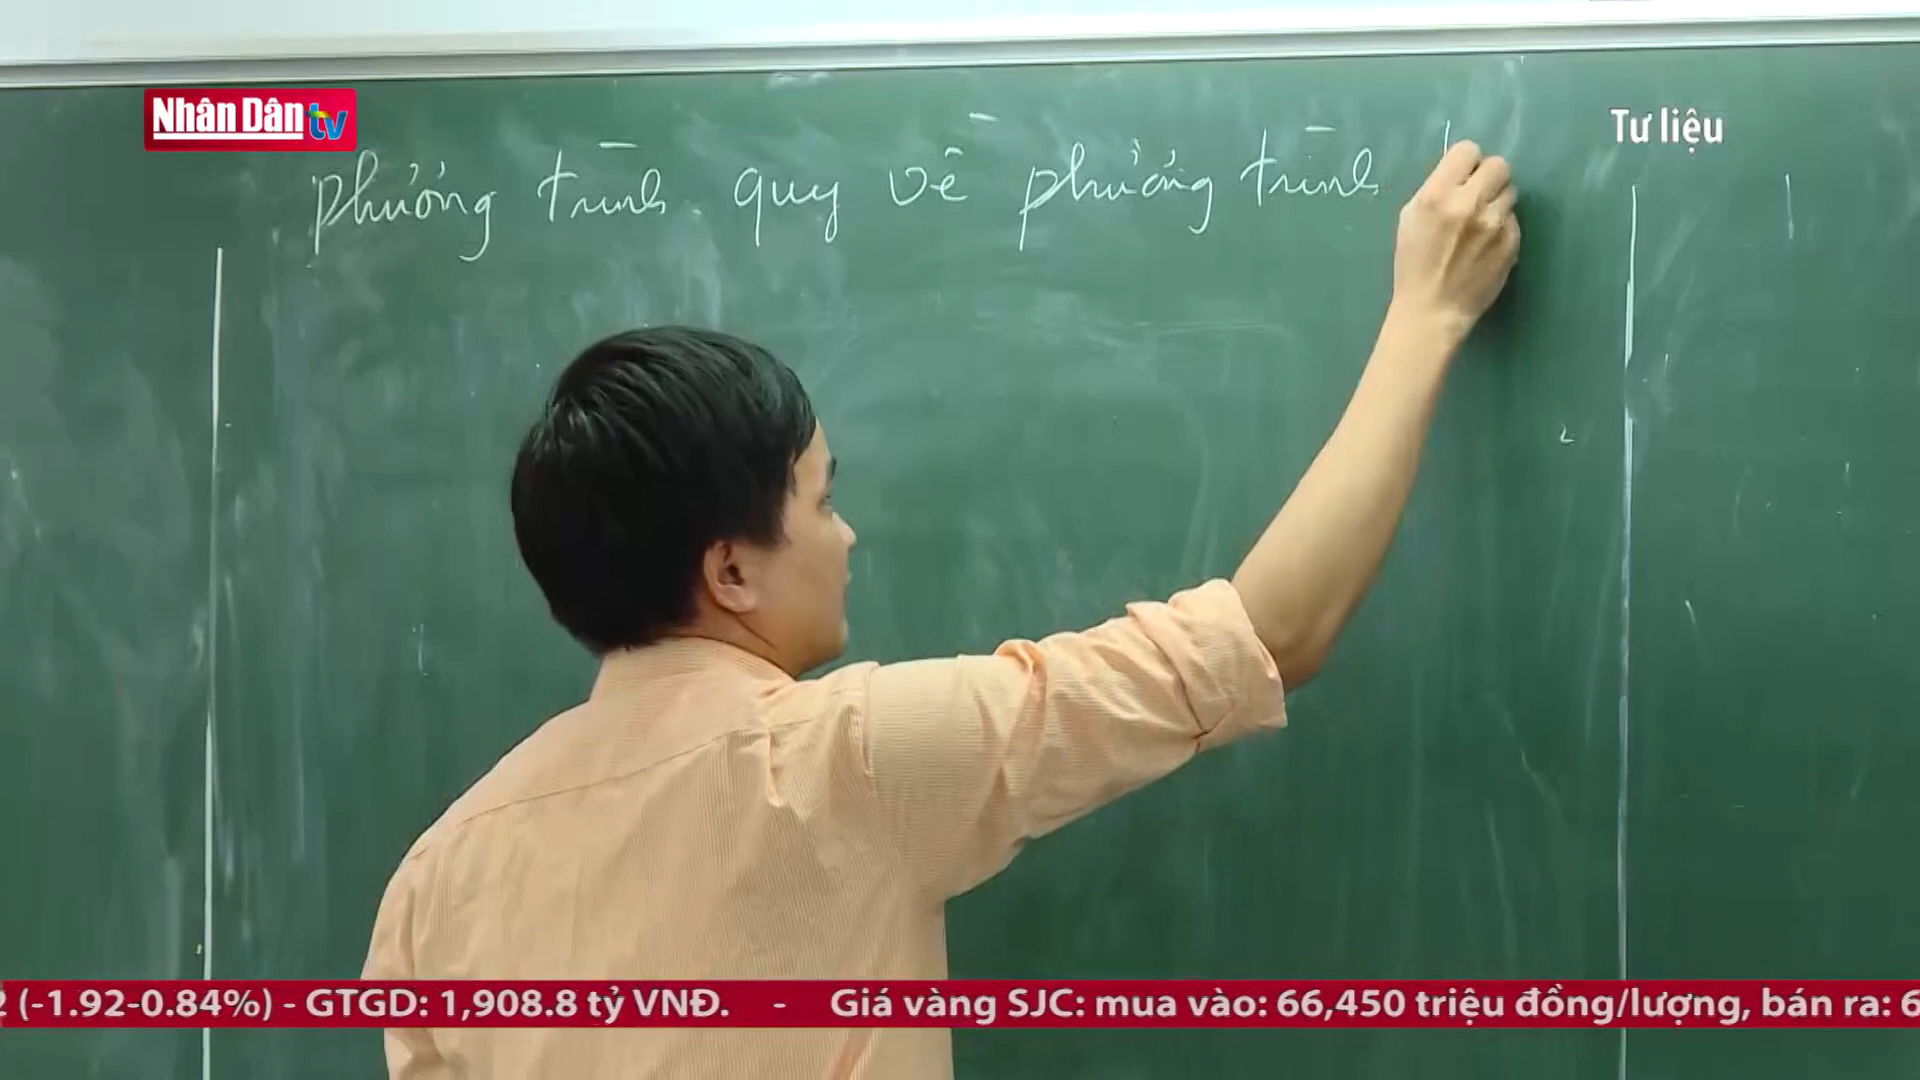 Nhân Dân tv
Tư liệu
phương trình quy về phương trình
2 (-1.92-0.84%) - GTGD: 1,908.8 tỷ VNĐ. - Giá vàng SJC: mua vào: 66,450 triệu đồng/lượng, bán ra: 6